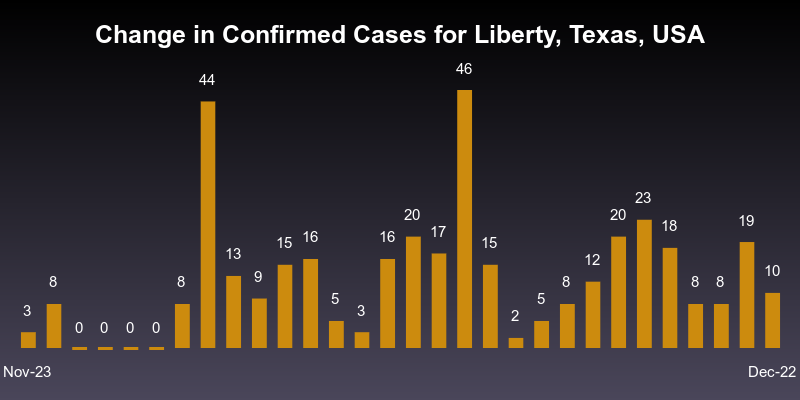 Change in Confirmed Cases for Liberty, Texas, USA
3 8 0 0 0 0 8 44 13 9 15 16 5 3 16 20 17 46 15 2 5 8 12 20 23 18 8 8 19 10
Nov-23 Dec-22